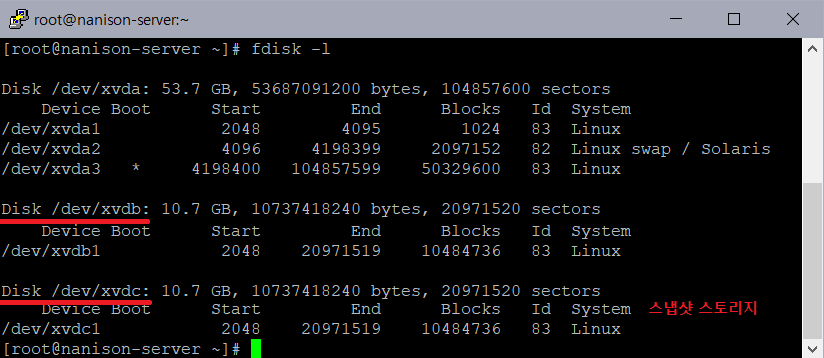 root@nanison-server:~
[root@nanison-server ~]# fdisk -l
Disk /dev/xvda: 53.7 GB, 53687091200 bytes, 104857600 sectors
Device Boot Start End Blocks Id System
/dev/xvda1 2048 4095 1024 83 Linux
/dev/xvda2 4096 4198399 2097152 82 Linux swap / Solaris
/dev/xvda3 * 4198400 104857599 50329600 83 Linux
Disk /dev/xvdb: 10.7 GB, 10737418240 bytes, 20971520 sectors
Device Boot Start End Blocks Id System
/dev/xvdb1 2048 20971519 10484736 83 Linux
Disk /dev/xvdc: 10.7 GB, 10737418240 bytes, 20971520 sectors
Device Boot Start End Blocks Id System 스냅샷 스토리지
/dev/xvdc1 2048 20971519 10484736 83 Linux
[root@nanison-server ~]#